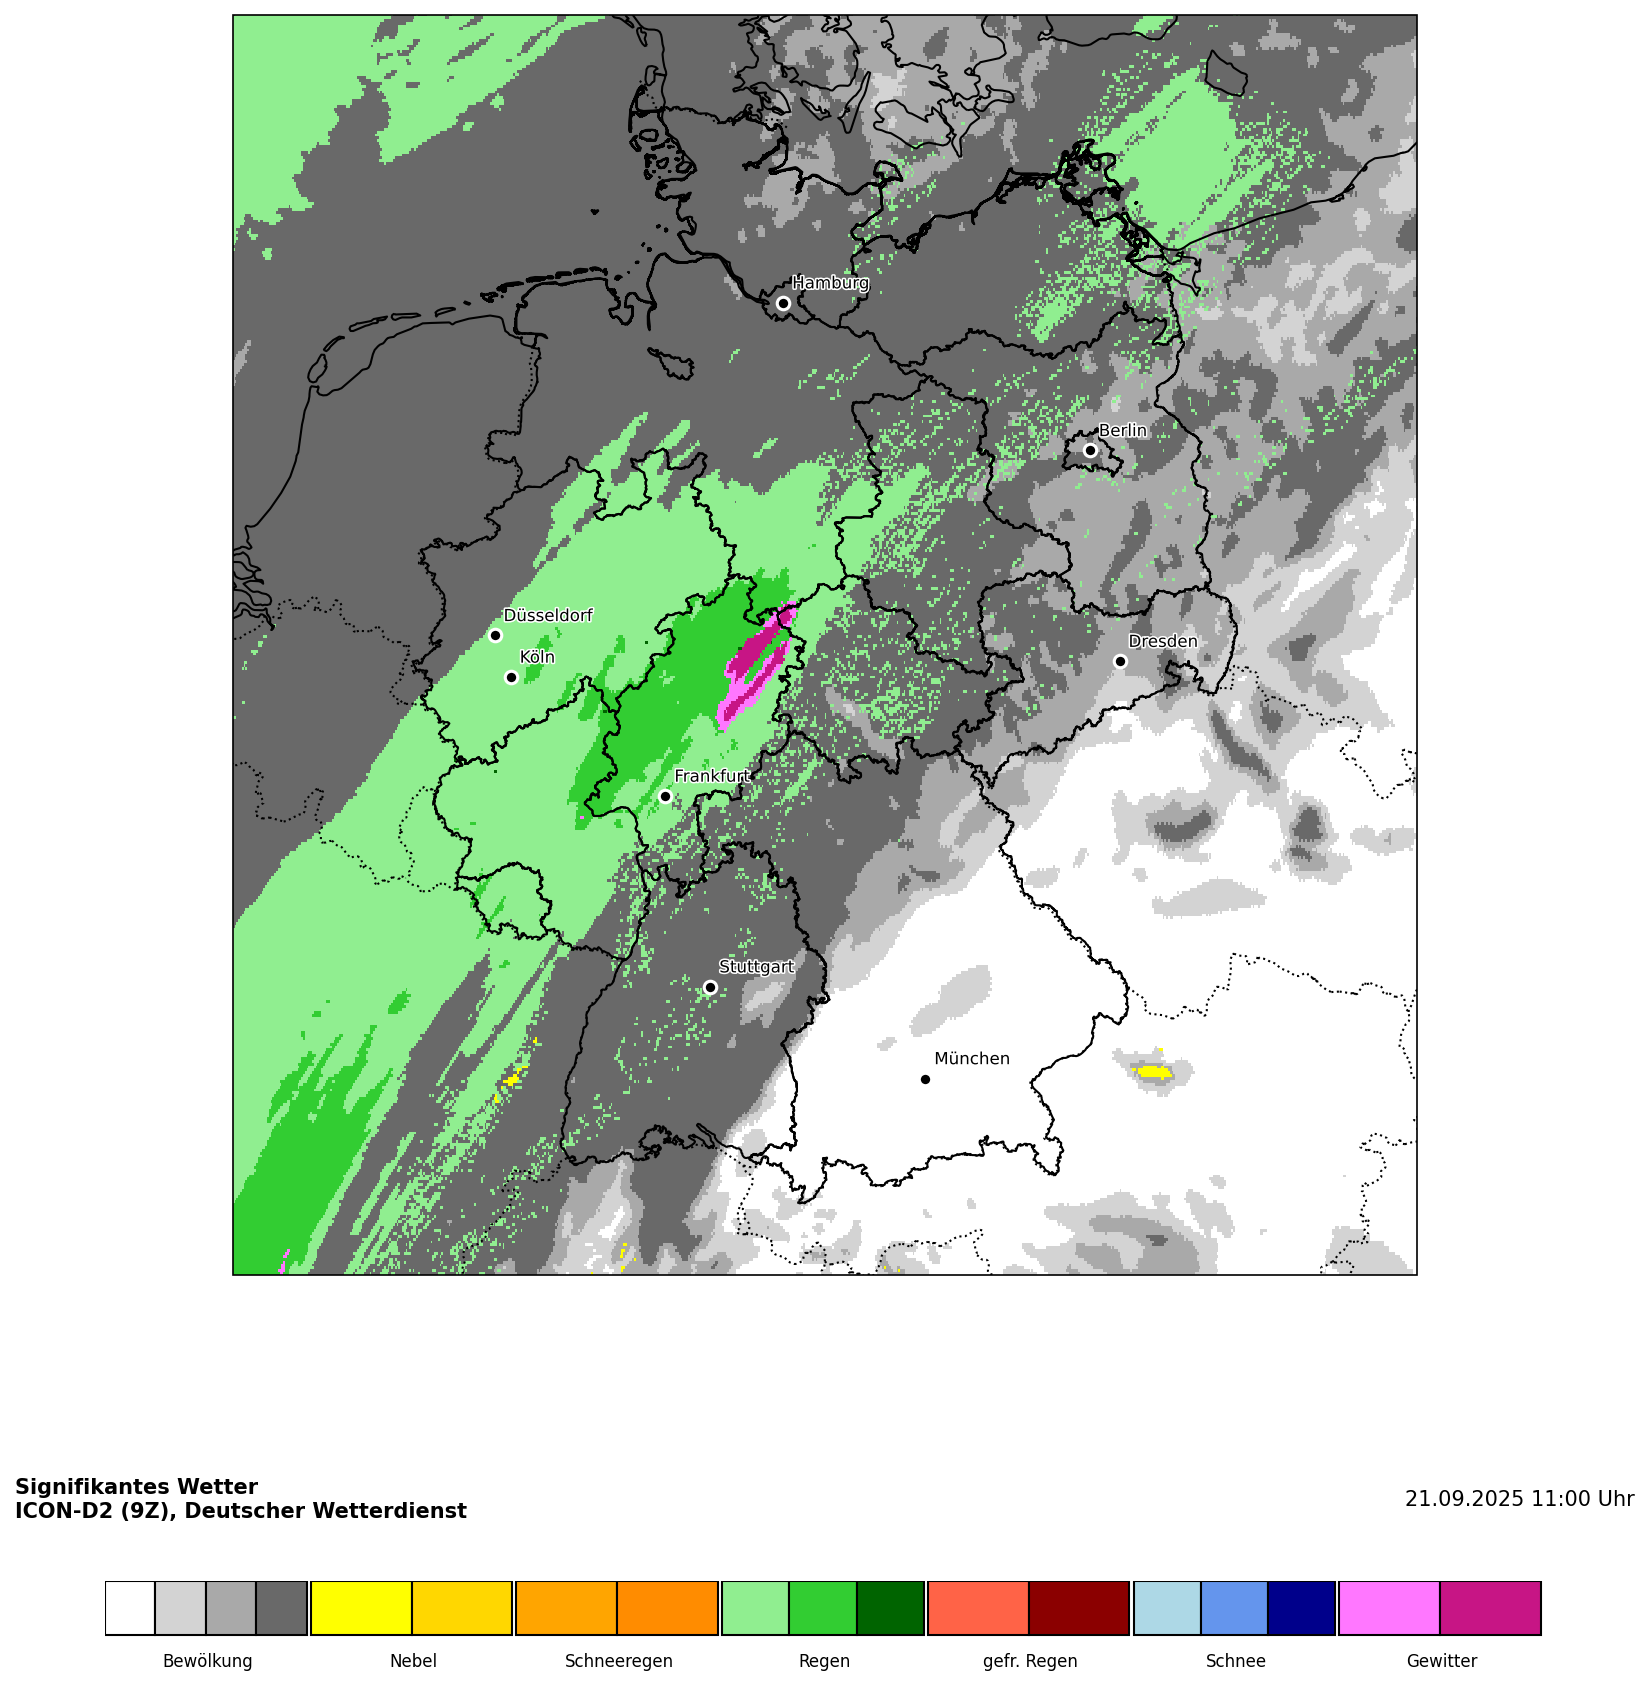 Hamburg
Berlin
Düsseldorf
Dresden
Köln
Frankfurt
Stuttgart
München
Signifikantes Wetter
ICON-D2 (9Z), Deutscher Wetterdienst
21.09.2025 11:00 Uhr
Bewölkung
Nebel
Schneeregen
Regen
gefr. Regen
Schnee
Gewitter